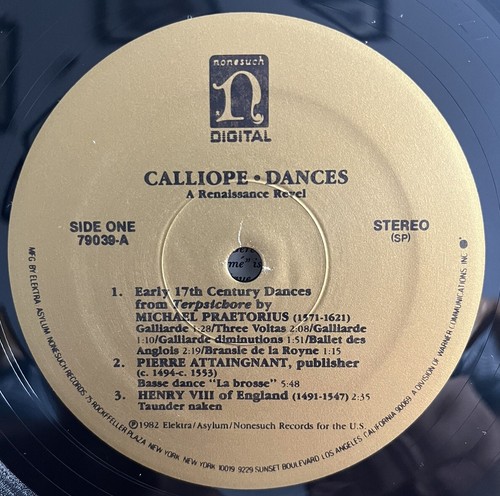 nonesuch
n
DIGITAL
CALLIOPE • DANCES
A Renaissance Revel
SIDE ONE
79039-A
STEREO
(SP)
1. Early 17th Century Dances
from Terpsichore by
MICHAEL PRAETORIUS (1571-1621)
Galliarde 1:28/Three Voltas 2:08/Galliarde
1:10/Galliarde diminutions 1:51/Ballet des
Anglois 2:19/Bransle de la Royne 1:15
2. PIERRE ATTAINGNANT, publisher
(c. 1494-c. 1553)
Basse dance "La brosse" 5:48
3. HENRY VIII of England (1491-1547) 2:35
Taunder naken
℗1982 Elektra/Asylum/Nonesuch Records for the U.S.
MFG BY ELEKTRA/ASYLUM/NONESUCH RECORDS 75 ROCKEFELLER PLAZA, NEW YORK, NEW YORK 10019 9229 SUNSET BOULEVARD LOS ANGELES, CALIFORNIA 90069. A DIVISION OF WARNER COMMUNICATIONS INC.